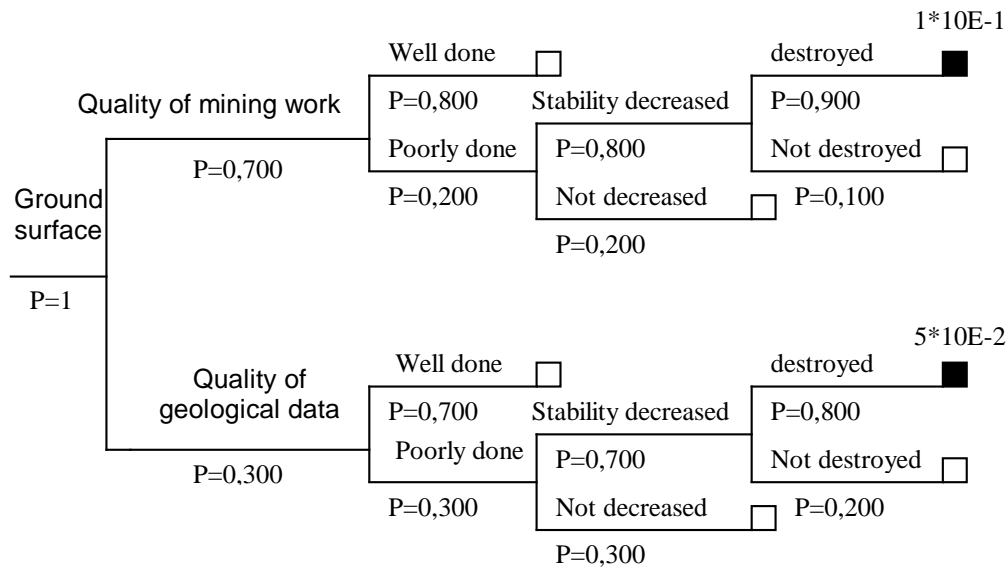 1*10E-1
Well done
destroyed
Quality of mining work
P=0,800
Stability decreased
P=0,900
Poorly done
P=0,800
Not destroyed
P=0,700
Ground
surface
P=0,200
Not decreased
P=0,100
P=0,200
P=1
5*10E-2
Well done
destroyed
Quality of
geological data
P=0,700
Stability decreased
P=0,800
Poorly done
P=0,700
Not destroyed
P=0,300
P=0,300
Not decreased
P=0,200
P=0,300